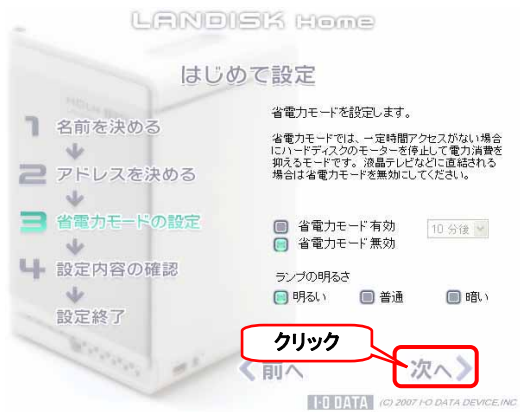 LANDISK Home
はじめて設定
1 名前を決める
2 アドレスを決める
3 省電力モードの設定
4 設定内容の確認
設定終了
省電力モードを設定します。
省電力モードでは、一定時間アクセスがない場合
にハードディスクのモーターを停止して電力消費を
抑えるモードです。液晶テレビなどに直結される
場合は省電力モードを無効にしてください。
省電力モード有効 10 分後
省電力モード無効
ランプの明るさ
明るい 普通 暗い
クリック
前へ 次へ
I-O DATA (C) 2007 I-O DATA DEVICE,INC